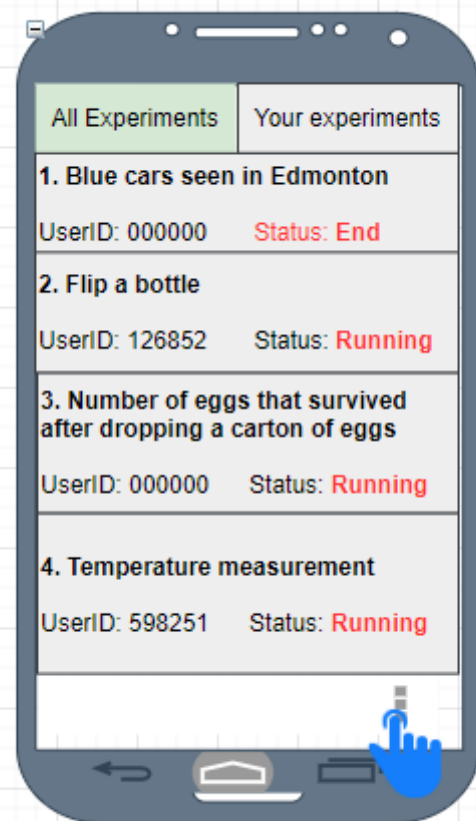 All Experiments Your experiments
1. Blue cars seen in Edmonton
UserID: 000000 Status: End
2. Flip a bottle
UserID: 126852 Status: Running
3. Number of eggs that survived
after dropping a carton of eggs
UserID: 000000 Status: Running
4. Temperature measurement
UserID: 598251 Status: Running